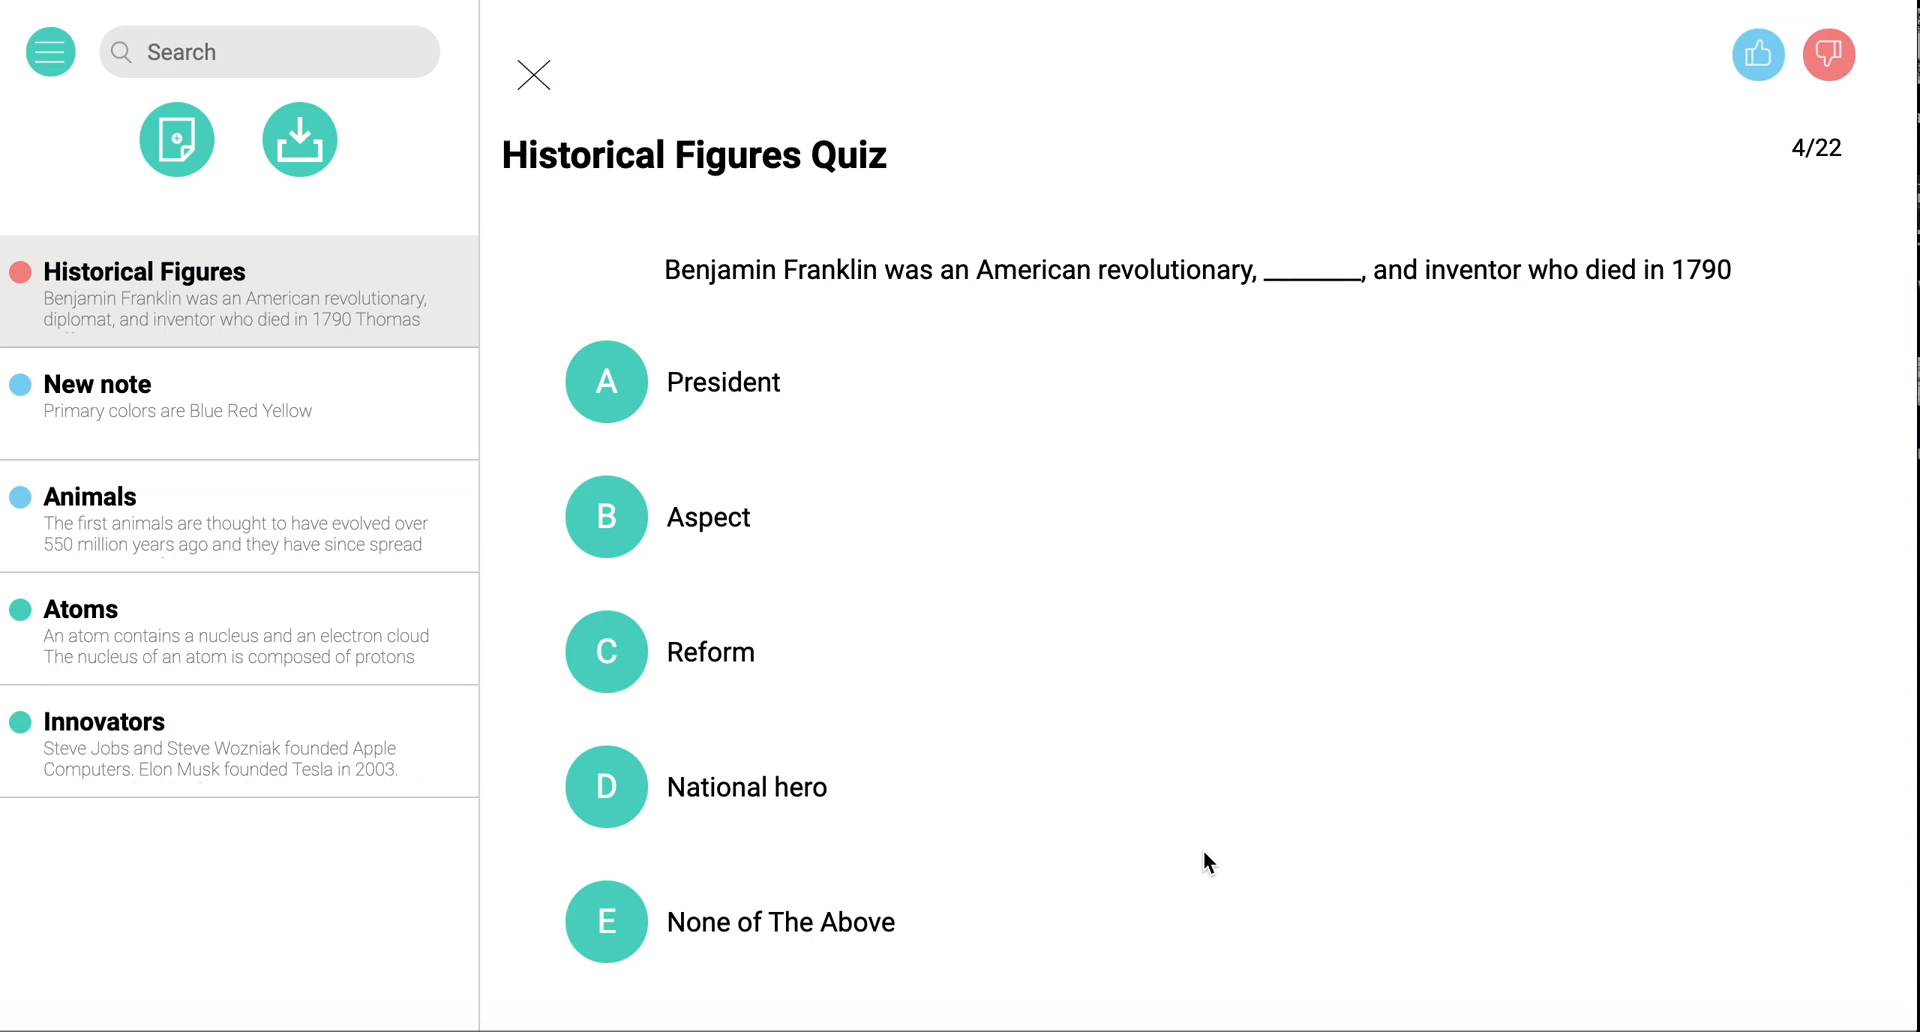 Search
Historical Figures
Benjamin Franklin was an American revolutionary,
diplomat, and inventor who died in 1790 Thomas
New note
Primary colors are Blue Red Yellow
Animals
The first animals are thought to have evolved over
550 million years ago and they have since spread
Atoms
An atom contains a nucleus and an electron cloud
The nucleus of an atom is composed of protons
Innovators
Steve Jobs and Steve Wozniak founded Apple
Computers. Elon Musk founded Tesla in 2003.
Historical Figures Quiz
4/22
Benjamin Franklin was an American revolutionary, _______, and inventor who died in 1790
A President
B Aspect
C Reform
D National hero
E None of The Above